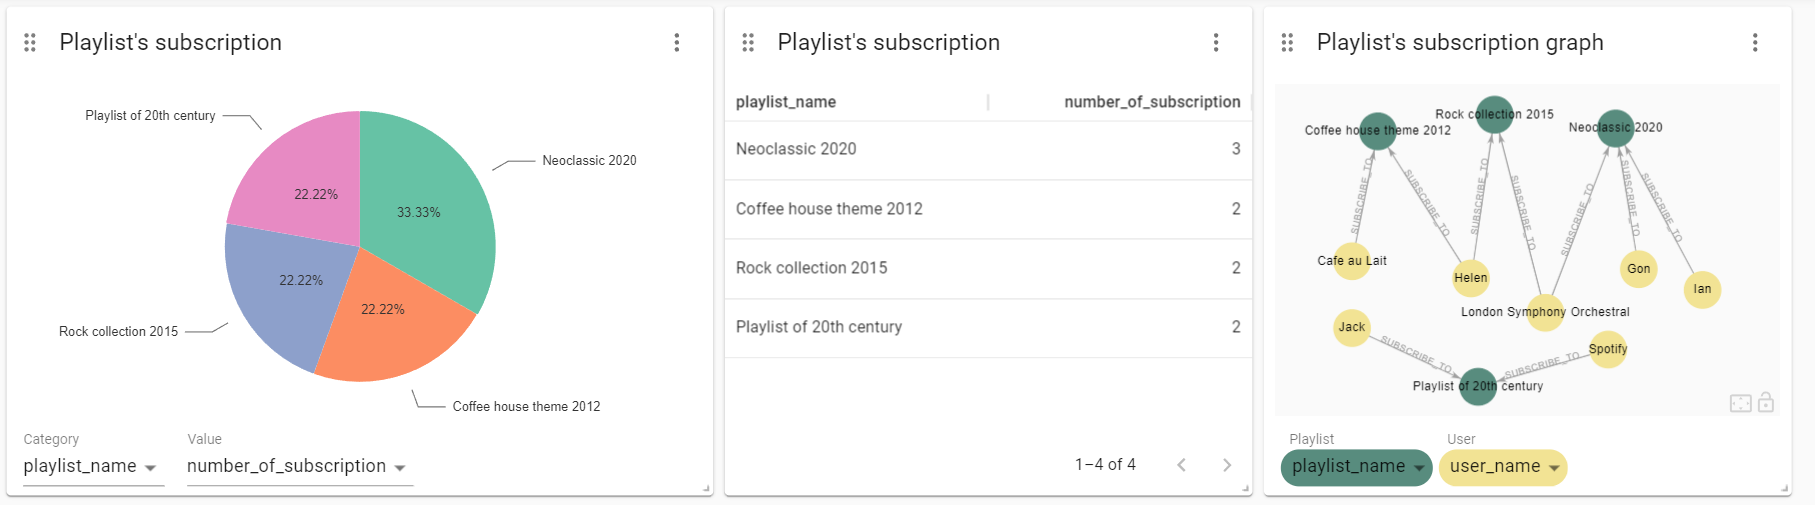 Playlist's subscription
Playlist of 20th century
Neoclassic 2020
22.22%
33.33%
22.22%
22.22%
Rock collection 2015
Coffee house theme 2012
Category
Value
playlist_name
number_of_subscription
Playlist's subscription
playlist_name number_of_subscription
Neoclassic 2020 3
Coffee house theme 2012 2
Rock collection 2015 2
Playlist of 20th century 2
1–4 of 4
Playlist's subscription graph
Rock collection 2015
Coffee house theme 2012
Neoclassic 2020
SUBSCRIBE_TO
SUBSCRIBE_TO
SUBSCRIBE_TO
SUBSCRIBE_TO
SUBSCRIBE_TO
SUBSCRIBE_TO
SUBSCRIBE_TO
Cafe au Lait
Helen
Gon
Ian
London Symphony Orchestral
Jack
Spotify
SUBSCRIBE_TO
SUBSCRIBE_TO
Playlist of 20th century
Playlist
User
playlist_name
user_name